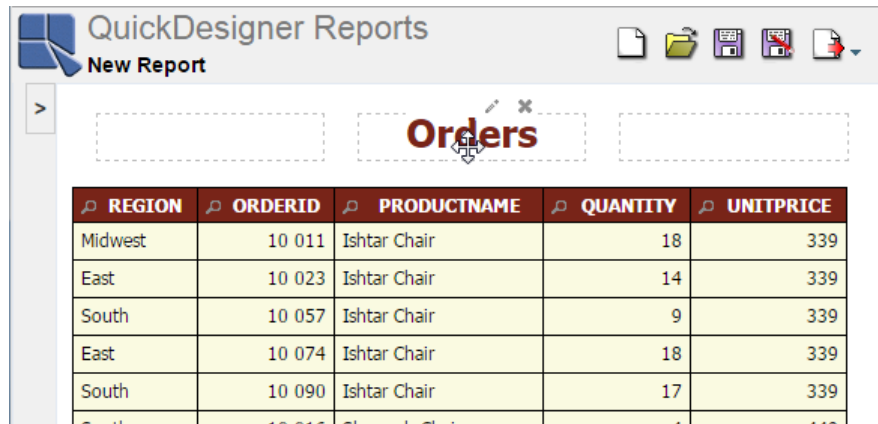 QuickDesigner Reports
New Report
>
Orders
REGION ORDERID PRODUCTNAME QUANTITY UNITPRICE
Midwest 10 011 Ishtar Chair 18 339
East 10 023 Ishtar Chair 14 339
South 10 057 Ishtar Chair 9 339
East 10 074 Ishtar Chair 18 339
South 10 090 Ishtar Chair 17 339